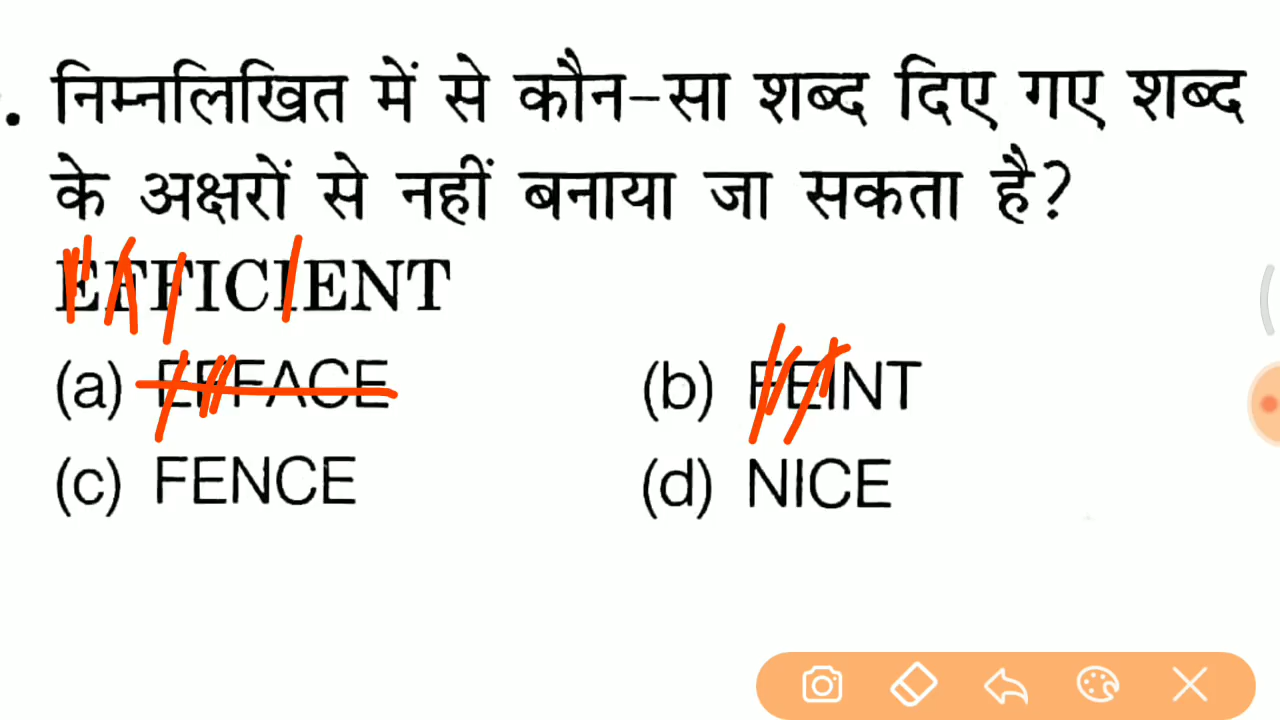 . निम्नलिखित में से कौन-सा शब्द दिए गए शब्द
के अक्षरों से नहीं बनाया जा सकता है?
EFFICIENT
(a) EFFACE (b) FEINT
(c) FENCE (d) NICE